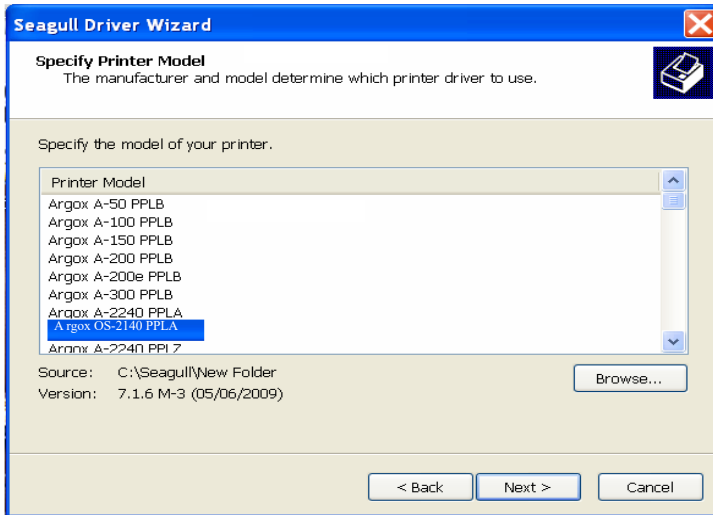 Seagull Driver Wizard
Specify Printer Model
The manufacturer and model determine which printer driver to use.
Specify the model of your printer.
Printer Model
Argox A-50 PPLB
Argox A-100 PPLB
Argox A-150 PPLB
Argox A-200 PPLB
Argox A-200e PPLB
Argox A-300 PPLB
Argox A-2240 PPLA
A rgox OS-2140 PPLA
Argox A-2240 PPLZ
Source: C:\Seagull\New Folder
Browse...
Version: 7.1.6 M-3 (05/06/2009)
< Back Next > Cancel